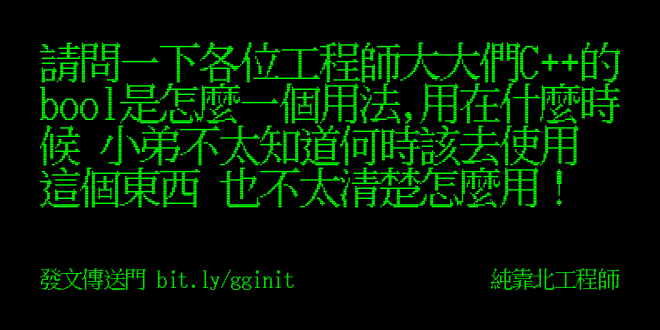 請問一下各位工程師大大們C++的
bool是怎麼一個用法,用在什麼時
候 小弟不太知道何時該去使用
這個東西 也不太清楚怎麼用！
發文傳送門 bit.ly/gginit
純靠北工程師